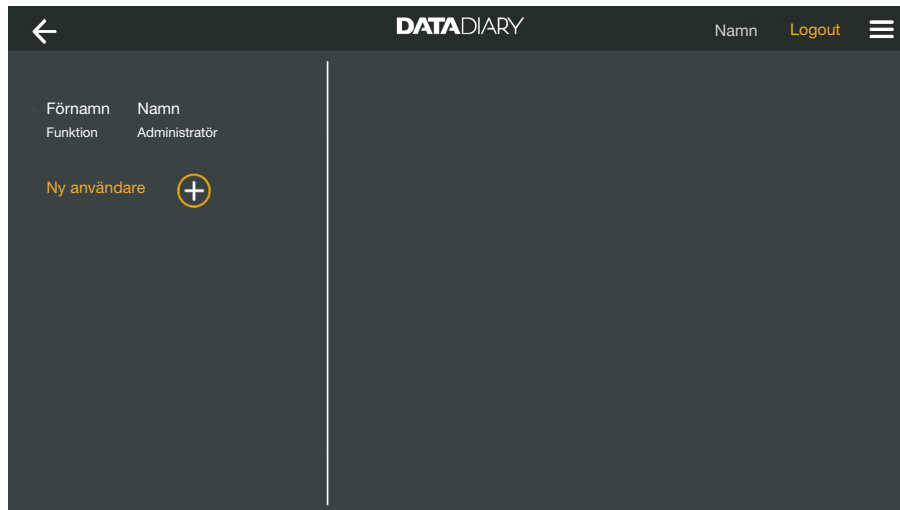 DATADIARY
Namn Logout
Förnamn Namn
Funktion Administratör
Ny användare